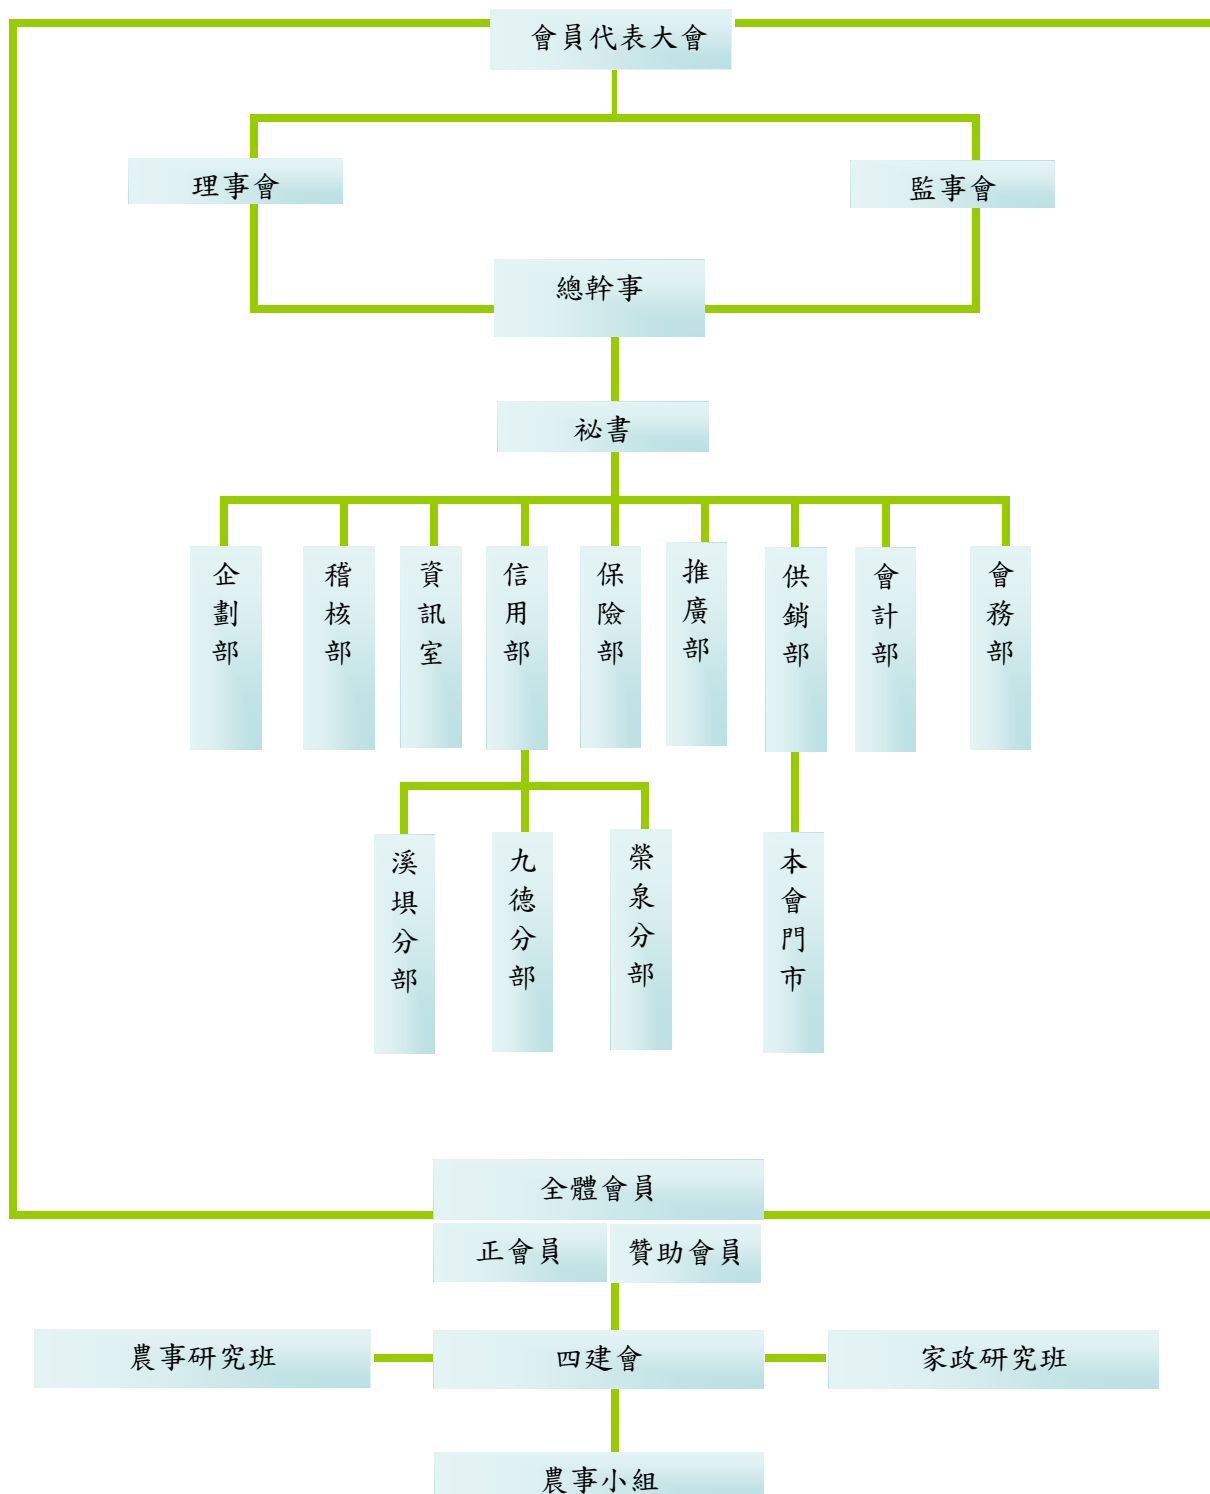 會員代表大會
理事會
監事會
總幹事
祕書
企劃部
稽核部
資訊室
信用部
保險部
推廣部
供銷部
會計部
會務部
溪埧分部
九德分部
榮泉分部
本會門市
全體會員
正會員
贊助會員
農事研究班
四建會
家政研究班
農事小組